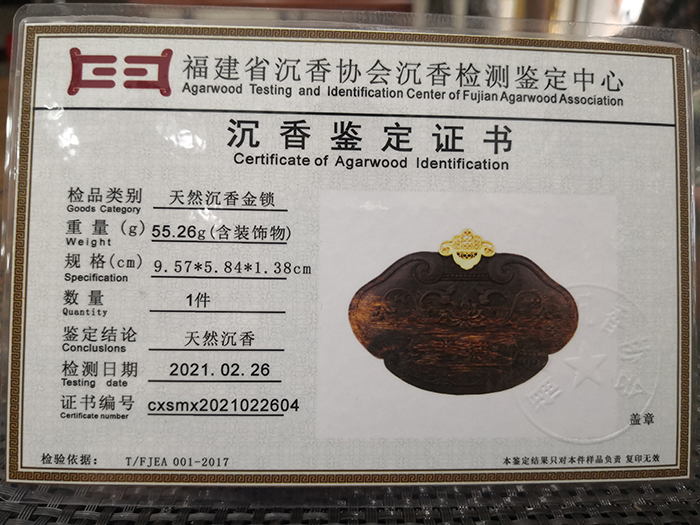 福建省沉香协会沉香检测鉴定中心
Agarwood Testing and Identification Center of Fujian Agarwood Association
沉香鉴定证书
Certificate of Agarwood Identification
检品类别 天然沉香金锁
Goods Category
重量 (g) 55.26g(含装饰物)
Weight
规格(cm) 9.57*5.84*1.38cm
Specification
数量 1件
Quantity
鉴定结论 天然沉香
Conclusions
检测日期 2021.02.26
Testing date
证书编号 cxsmx2021022604
Certificate number
盖章
检验依据: T/FJEA 001-2017
本鉴定结果只对本件样品负责 复印无效